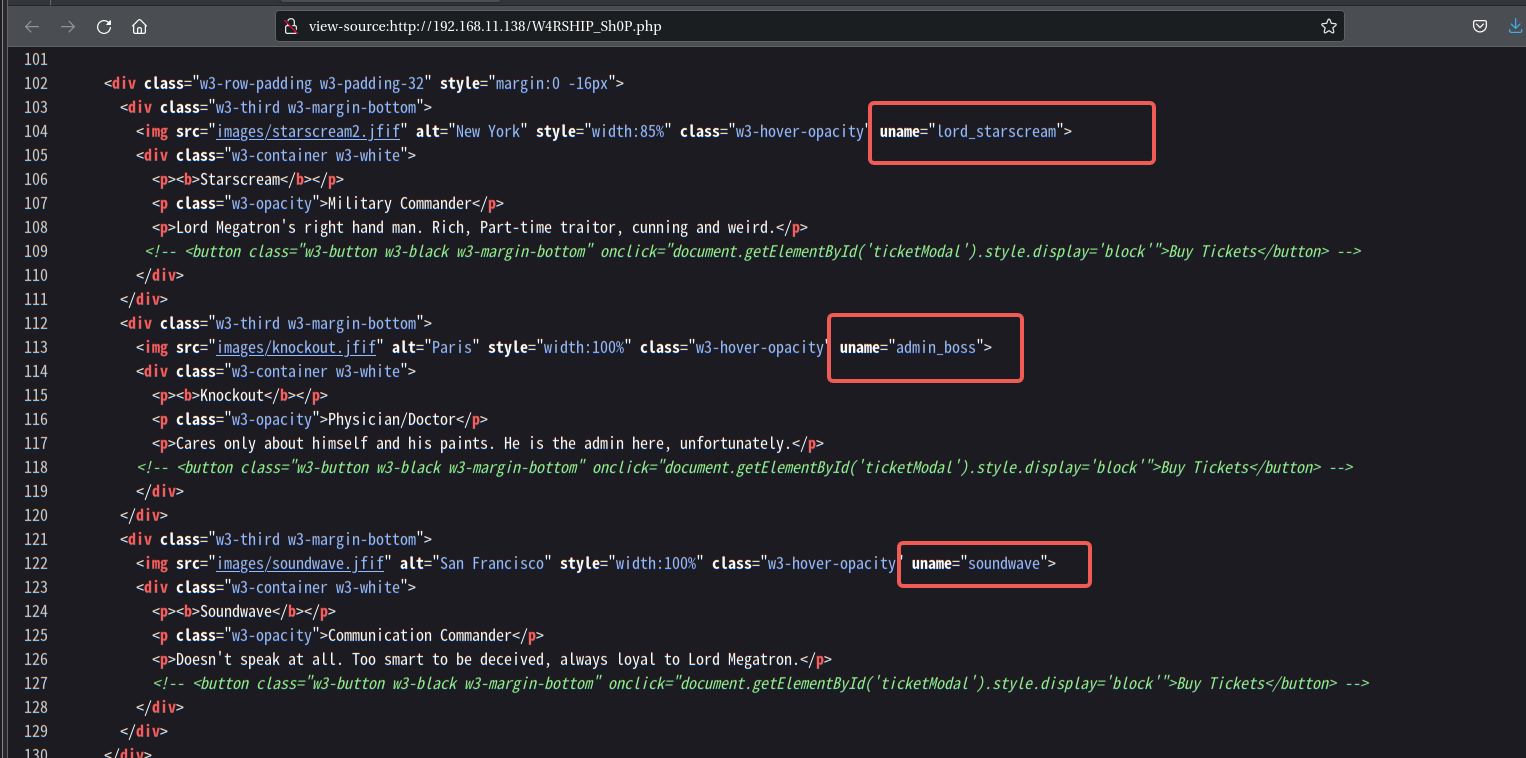 view-source:http://192.168.11.138/W4RSHIP_Sh0P.php
101
102 <div class="w3-row-padding w3-padding-32" style="margin:0 -16px">
103 <div class="w3-third w3-margin-bottom">
104 <img src="images/starscream2.jfif" alt="New York" style="width:85%" class="w3-hover-opacity" uname="lord_starscream">
105 <div class="w3-container w3-white">
106 <p><b>Starscream</b></p>
107 <p class="w3-opacity">Military Commander</p>
108 <p>Lord Megatron's right hand man. Rich, Part-time traitor, cunning and weird.</p>
109 <!-- <button class="w3-button w3-black w3-margin-bottom" onclick="document.getElementById('ticketModal').style.display='block'">Buy Tickets</button> -->
110 </div>
111 </div>
112 <div class="w3-third w3-margin-bottom">
113 <img src="images/knockout.jfif" alt="Paris" style="width:100%" class="w3-hover-opacity" uname="admin_boss">
114 <div class="w3-container w3-white">
115 <p><b>Knockout</b></p>
116 <p class="w3-opacity">Physician/Doctor</p>
117 <p>Cares only about himself and his paints. He is the admin here, unfortunately.</p>
118 <!-- <button class="w3-button w3-black w3-margin-bottom" onclick="document.getElementById('ticketModal').style.display='block'">Buy Tickets</button> -->
119 </div>
120 </div>
121 <div class="w3-third w3-margin-bottom">
122 <img src="images/soundwave.jfif" alt="San Francisco" style="width:100%" class="w3-hover-opacity" uname="soundwave">
123 <div class="w3-container w3-white">
124 <p><b>Soundwave</b></p>
125 <p class="w3-opacity">Communication Commander</p>
126 <p>Doesn't speak at all. Too smart to be deceived, always loyal to Lord Megatron.</p>
127 <!-- <button class="w3-button w3-black w3-margin-bottom" onclick="document.getElementById('ticketModal').style.display='block'">Buy Tickets</button> -->
128 </div>
129 </div>
130 </div>